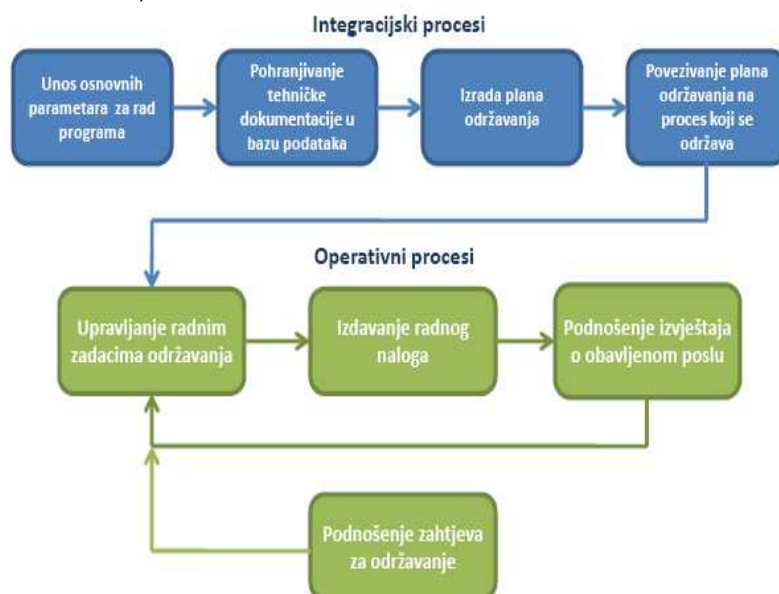 Integracijski procesi
Unos osnovnih
parametara za rad
programa
Pohranjivanje
tehničke
dokumentacije u
bazu podataka
Izrada plana
održavanja
Povezivanje plana
održavanja na
proces koji se
održava
Operativni procesi
Upravljanje radnim
zadacima održavanja
Izdavanje radnog
naloga
Podnošenje izvještaja
o obavljenom poslu
Podnošenje zahtjeva
za održavanje